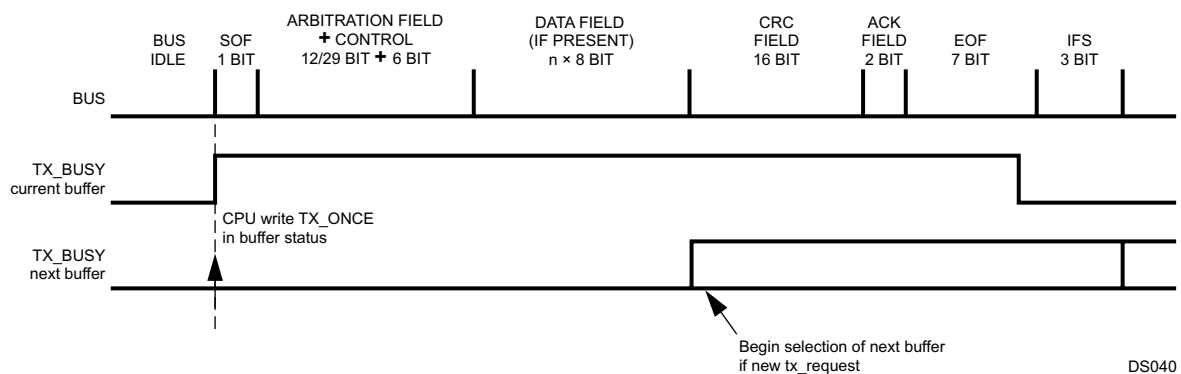 BUS
IDLE
SOF
1 BIT
ARBITRATION FIELD
+ CONTROL
12/29 BIT + 6 BIT
DATA FIELD
(IF PRESENT)
n × 8 BIT
CRC
FIELD
16 BIT
ACK
FIELD
2 BIT
EOF
7 BIT
IFS
3 BIT
BUS
TX_BUSY
current buffer
CPU write TX_ONCE
in buffer status
TX_BUSY
next buffer
Begin selection of next buffer
if new tx_request
DS040